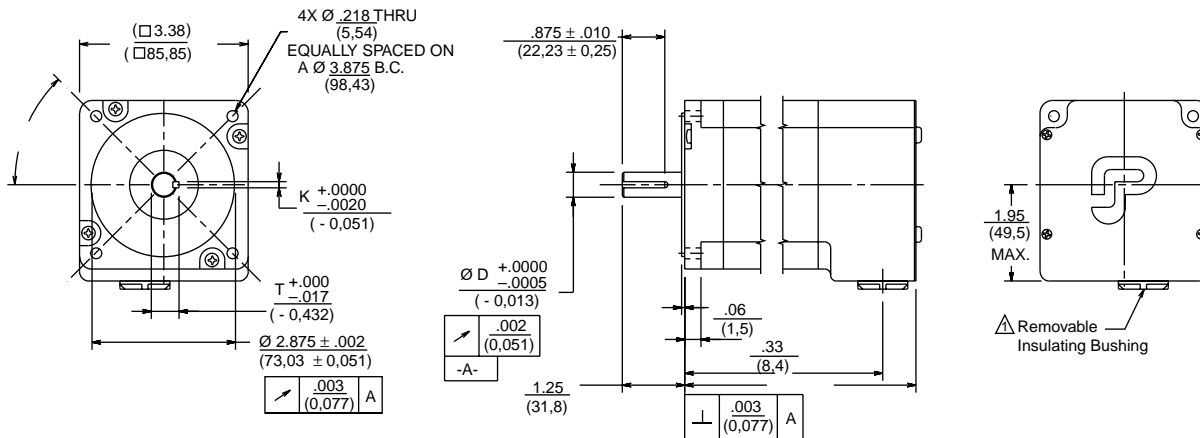 (□3.38)
(□85,85)
4X Ø .218 THRU
(5,54)
EQUALLY SPACED ON
A Ø 3.875 B.C.
(98,43)
K +.0000
-.0020
( - 0,051)
T +.000
-.017
( - 0,432)
Ø 2.875 ± .002
(73,03 ± 0,051)
.003
(0,077) A
.875 ± .010
(22,23 ± 0,25)
Ø D +.0000
-.0005
( - 0,013)
.002
(0,051)
-A-
1.25
(31,8)
.06
(1,5)
.33
(8,4)
⊥ .003
(0,077) A
1.95
(49,5)
MAX.
1 Removable
Insulating Bushing